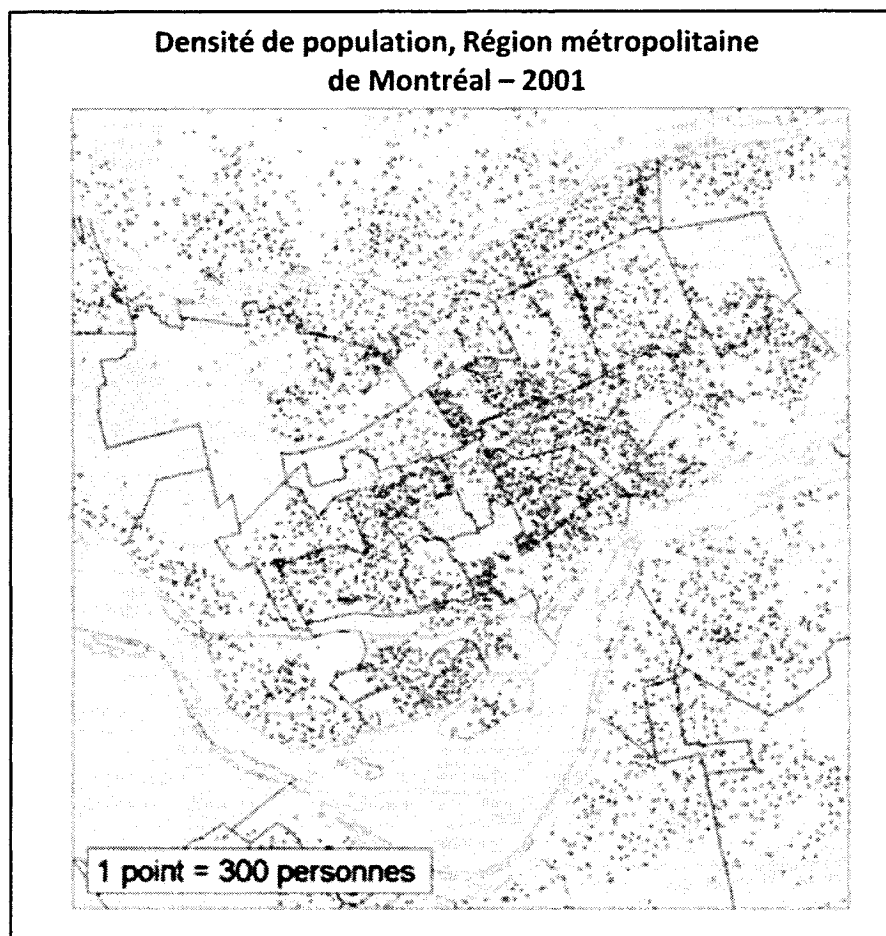 Densité de population, Région métropolitaine
de Montréal – 2001
1 point = 300 personnes